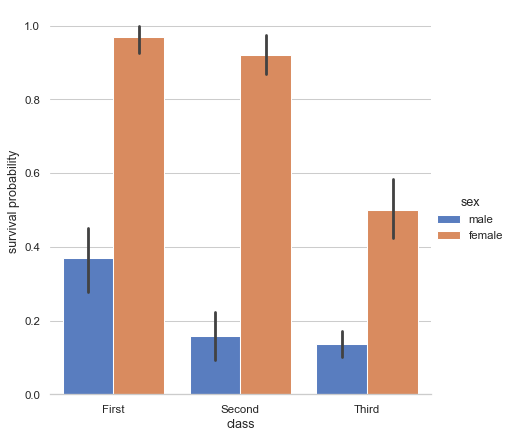 1.0
0.8
0.6
0.4
0.2
0.0
survival probability
First
Second
Third
class
sex
male
female